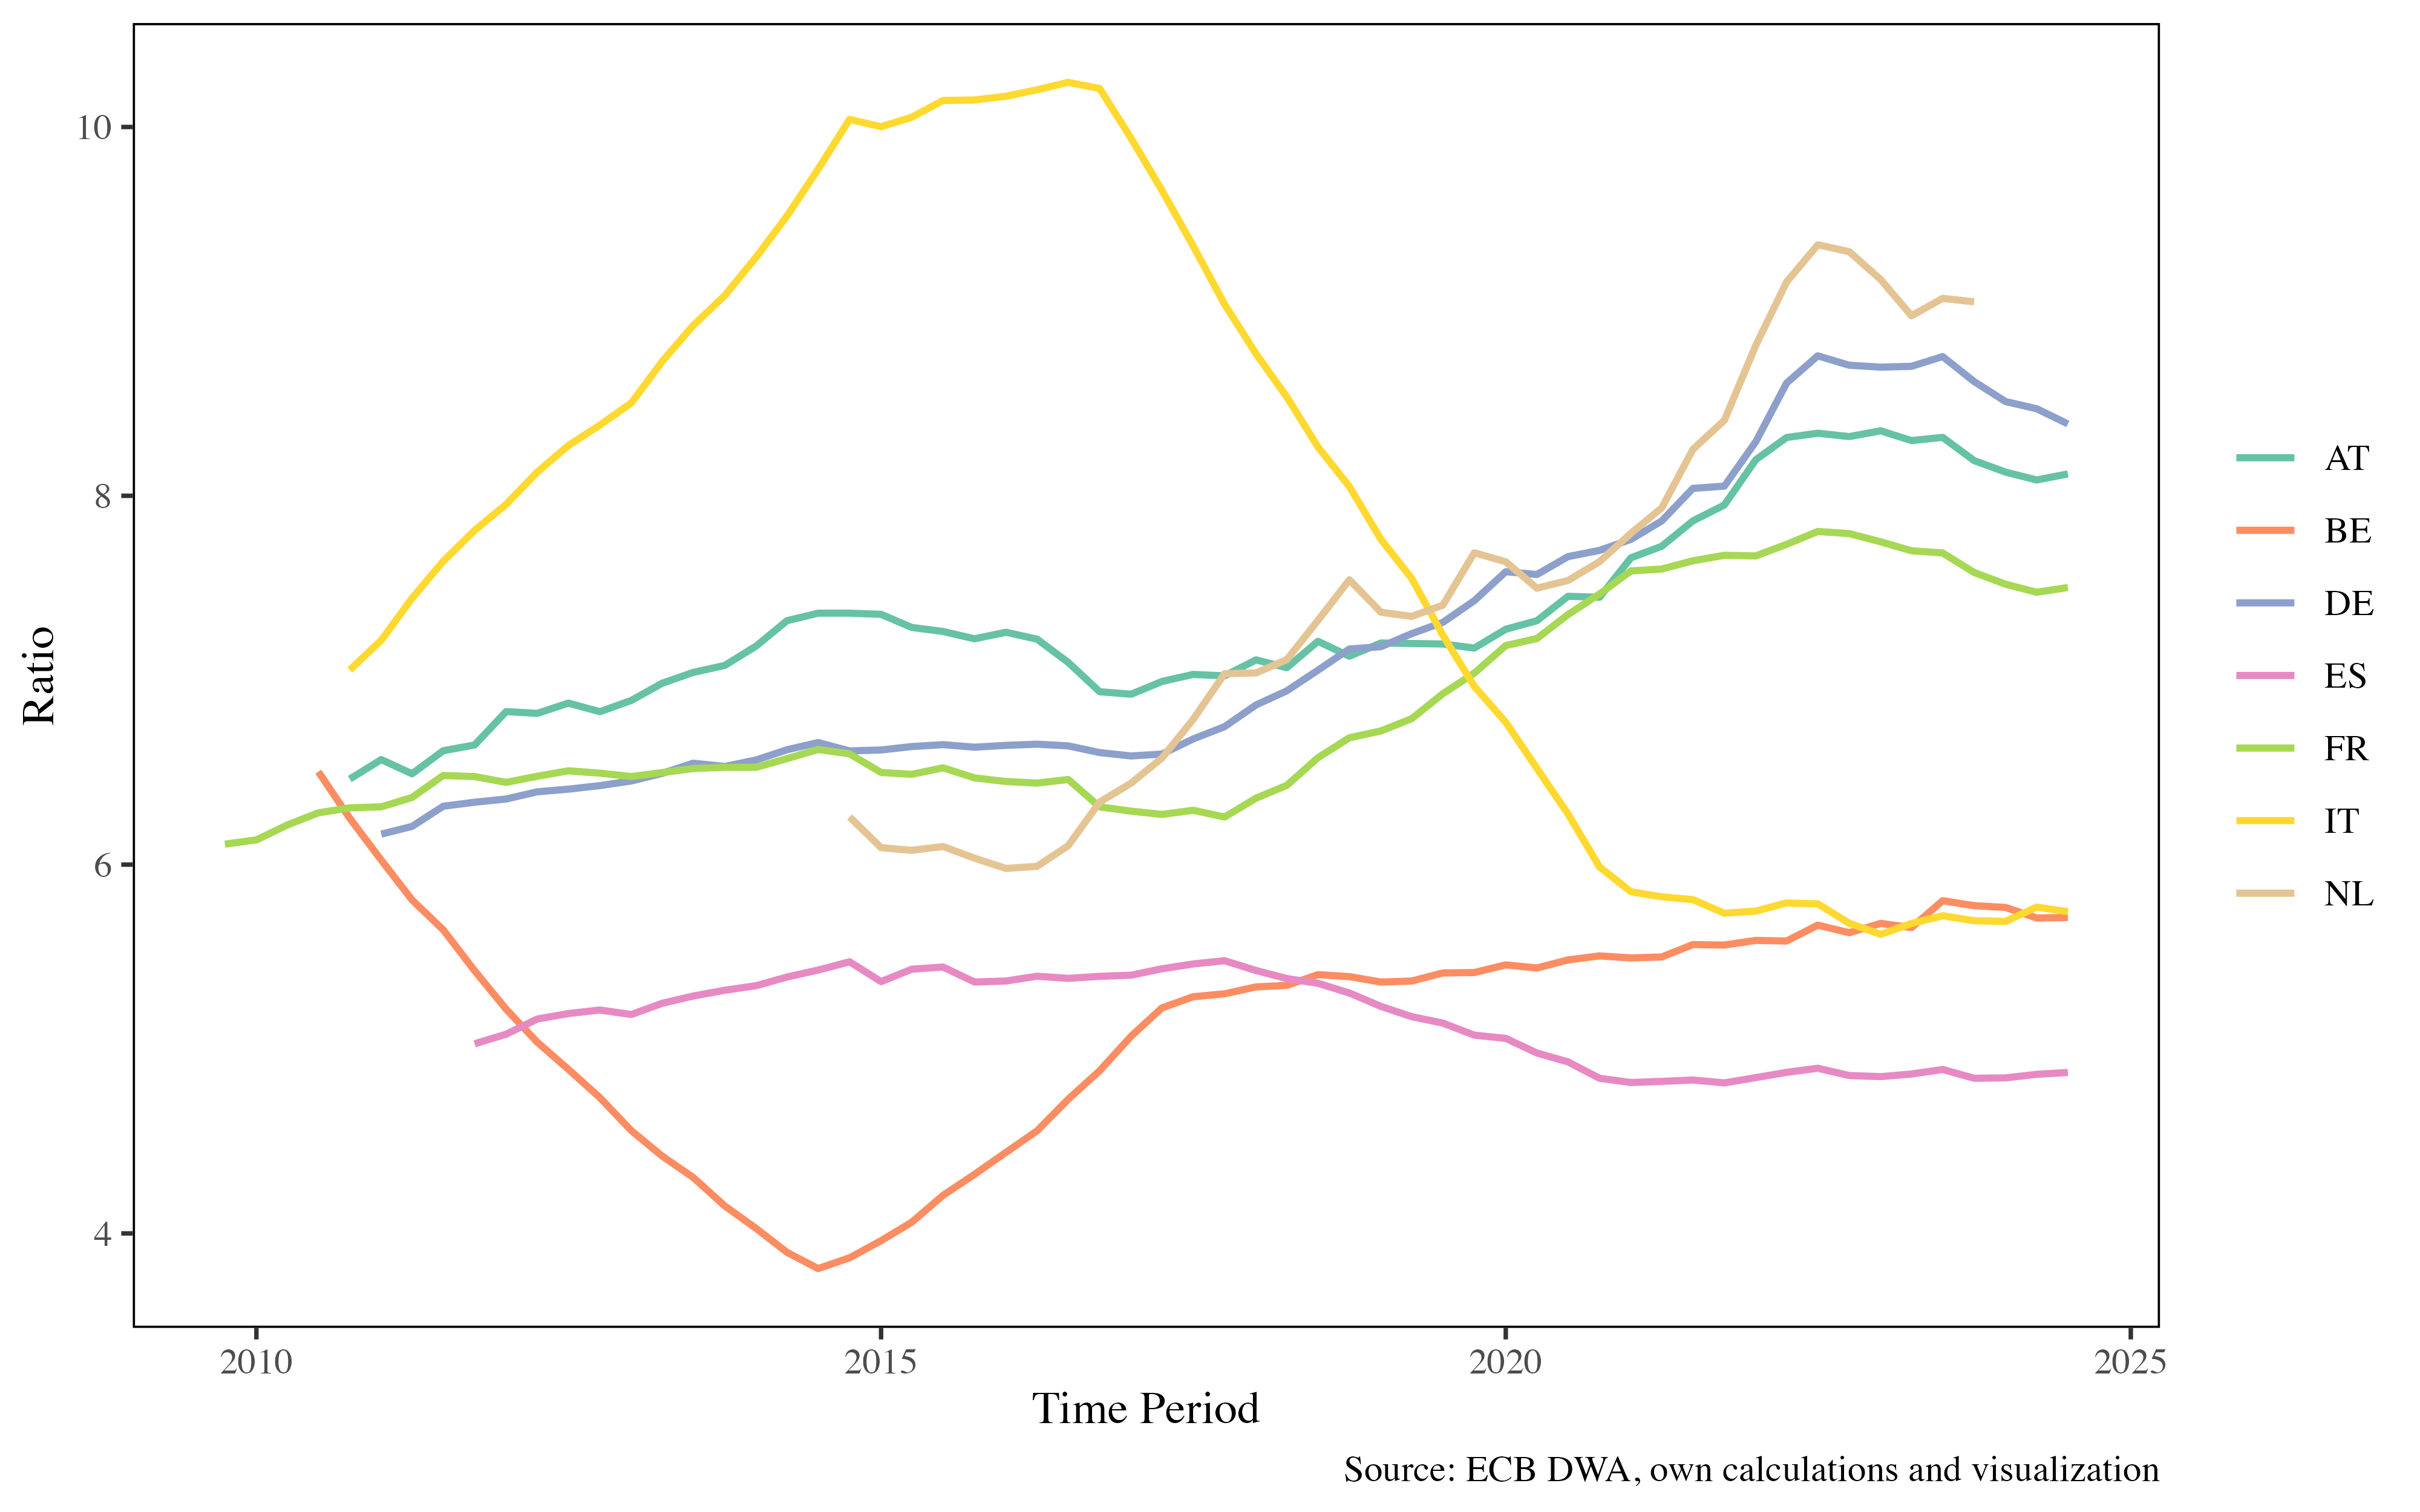 Ratio
10
8
6
4
2010
2015
2020
2025
Time Period
AT
BE
DE
ES
FR
IT
NL
Source: ECB DWA, own calculations and visualization